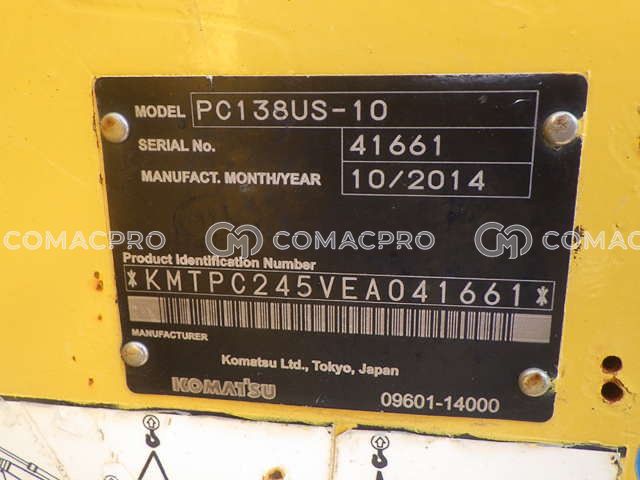 MODEL PC138US-10
SERIAL No. 41661
MANUFACT. MONTH/YEAR 10/2014
COMACPRO COMACPRO COMACPRO
Product Identification Number
*KMTPC245VEA041661*
MANUFACTURER
Komatsu Ltd., Tokyo, Japan
KOMATSU
09601-14000